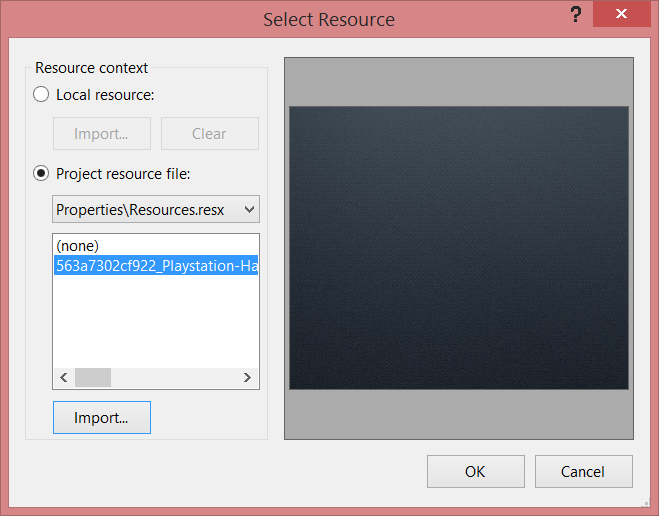 Select Resource
?
Resource context
Local resource:
Import...
Clear
Project resource file:
Properties\Resources.resx
(none)
563a7302cf922_Playstation-Ha
Import...
OK
Cancel